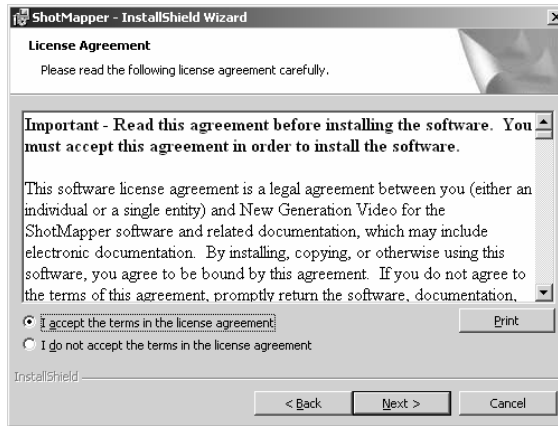 ShotMapper - InstallShield Wizard
License Agreement
Please read the following license agreement carefully.
Important - Read this agreement before installing the software. You
must accept this agreement in order to install the software.
This software license agreement is a legal agreement between you (either an
individual or a single entity) and New Generation Video for the
ShotMapper software and related documentation, which may include
electronic documentation. By installing, copying, or otherwise using this
software, you agree to be bound by this agreement. If you do not agree to
the terms of this agreement, promptly return the software, documentation,
I accept the terms in the license agreement
Print
I do not accept the terms in the license agreement
InstallShield
< Back
Next >
Cancel